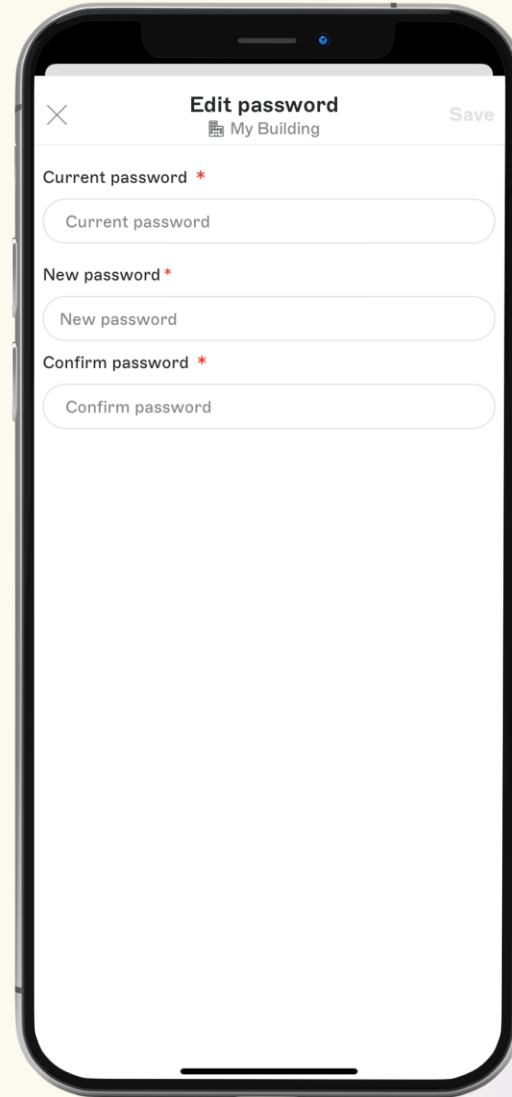 Edit password
My Building
Save
Current password *
Current password
New password *
New password
Confirm password *
Confirm password